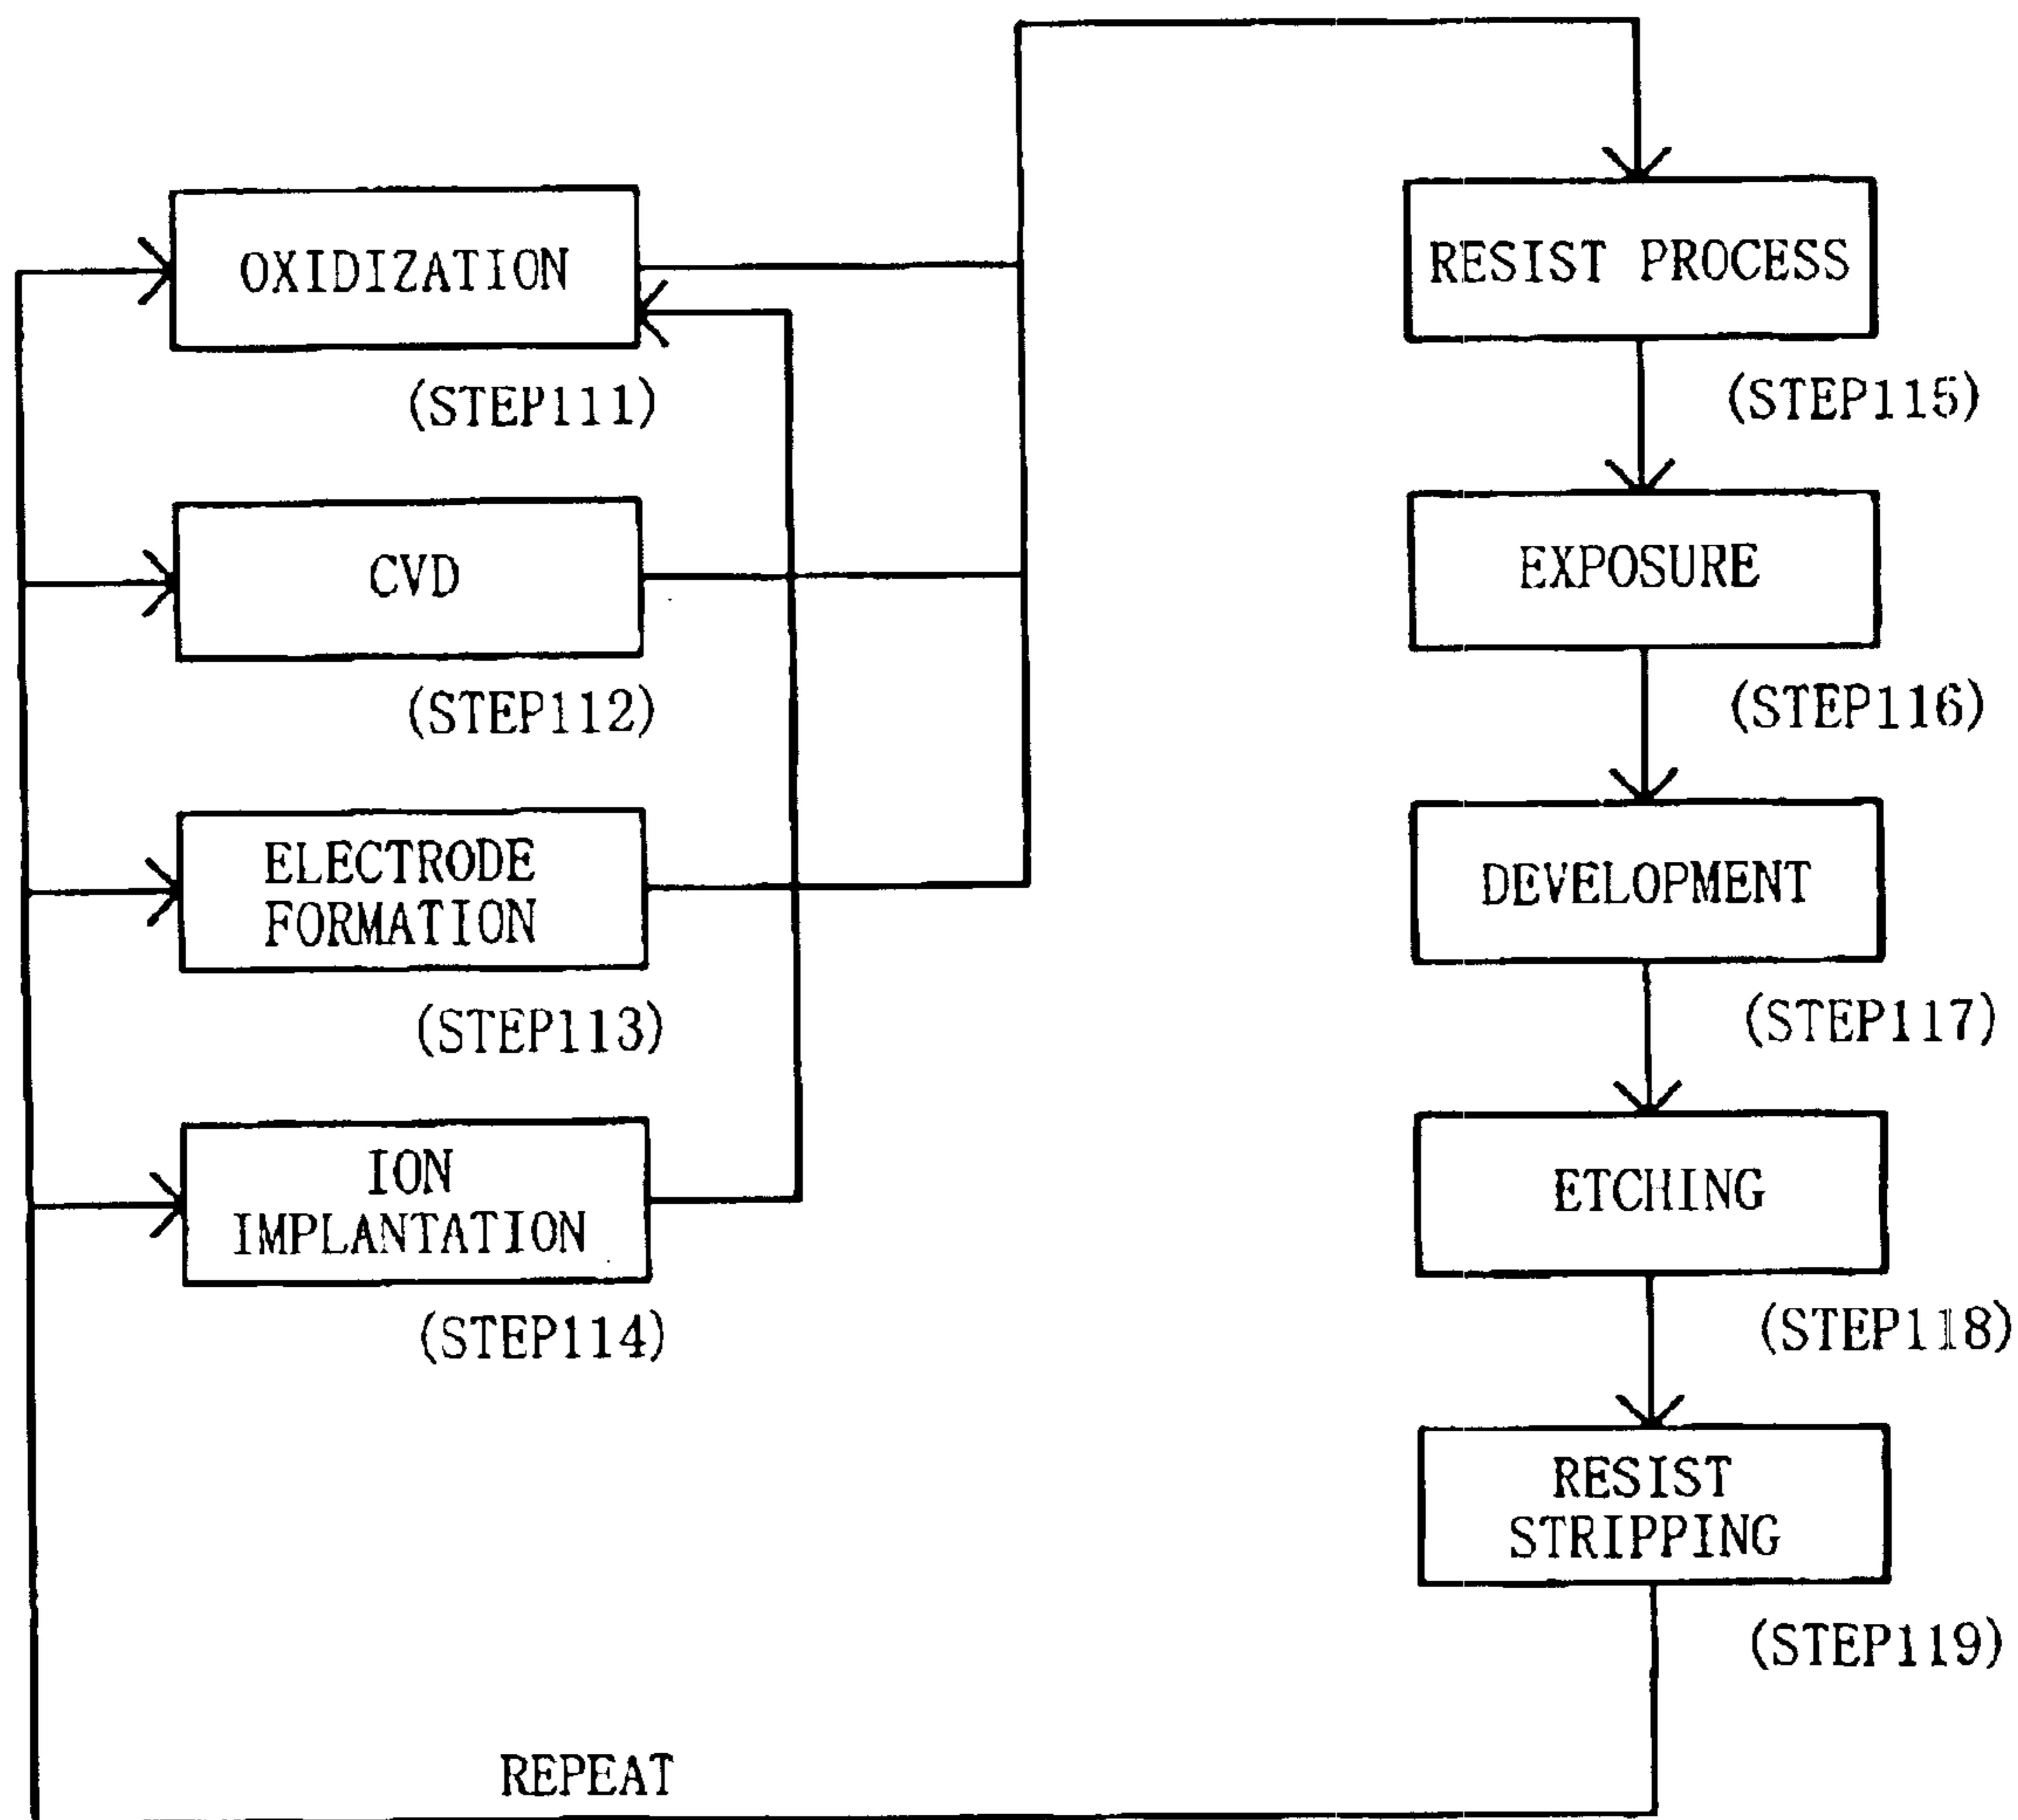 OXIDIZATION
(STEP111)
CVD
(STEP112)
ELECTRODE
FORMATION
(STEP113)
ION
IMPLANTATION
(STEP114)
RESIST PROCESS
(STEP115)
EXPOSURE
(STEP116)
DEVELOPMENT
(STEP117)
ETCHING
(STEP118)
RESIST
STRIPPING
(STEP119)
REPEAT